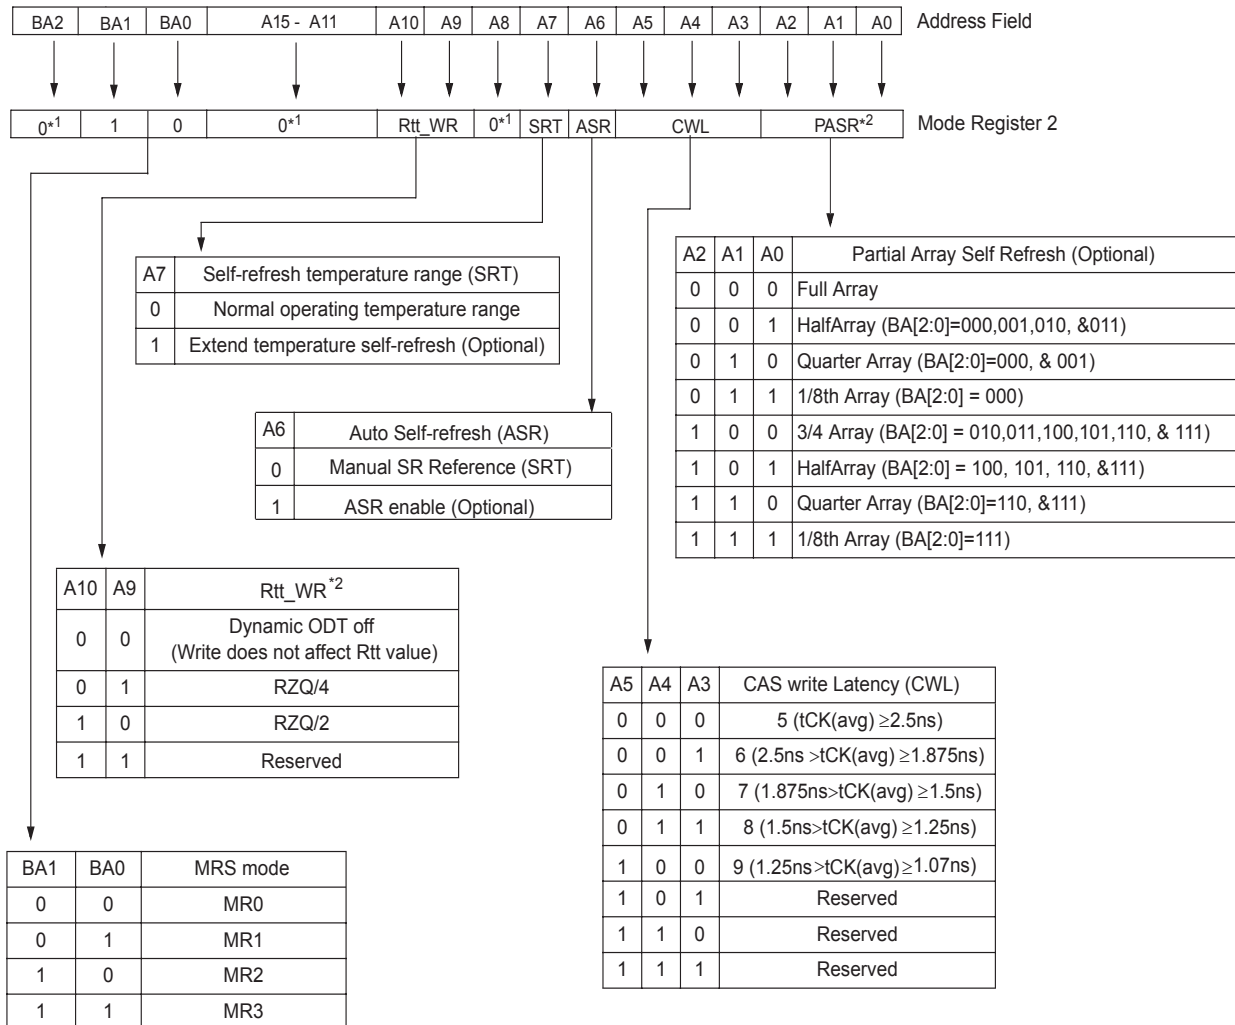 BA2 BA1 BA0 A15 - A11 A10 A9 A8 A7 A6 A5 A4 A3 A2 A1 A0 Address Field
0*1 1 0 0*1 Rtt_WR 0*1 SRT ASR CWL PASR*2 Mode Register 2
A7 Self-refresh temperature range (SRT)
0 Normal operating temperature range
1 Extend temperature self-refresh (Optional)
A2 A1 A0 Partial Array Self Refresh (Optional)
0 0 0 Full Array
0 0 1 HalfArray (BA[2:0]=000,001,010, &011)
0 1 0 Quarter Array (BA[2:0]=000, & 001)
0 1 1 1/8th Array (BA[2:0] = 000)
1 0 0 3/4 Array (BA[2:0] = 010,011,100,101,110, & 111)
1 0 1 HalfArray (BA[2:0] = 100, 101, 110, &111)
1 1 0 Quarter Array (BA[2:0]=110, &111)
1 1 1 1/8th Array (BA[2:0]=111)
A6 Auto Self-refresh (ASR)
0 Manual SR Reference (SRT)
1 ASR enable (Optional)
A10 A9 Rtt_WR*2
0 0 Dynamic ODT off
(Write does not affect Rtt value)
0 1 RZQ/4
1 0 RZQ/2
1 1 Reserved
A5 A4 A3 CAS write Latency (CWL)
0 0 0 5 (tCK(avg) ≥2.5ns)
0 0 1 6 (2.5ns >tCK(avg) ≥1.875ns)
0 1 0 7 (1.875ns>tCK(avg) ≥1.5ns)
0 1 1 8 (1.5ns>tCK(avg) ≥1.25ns)
1 0 0 9 (1.25ns>tCK(avg) ≥1.07ns)
1 0 1 Reserved
1 1 0 Reserved
1 1 1 Reserved
BA1 BA0 MRS mode
0 0 MR0
0 1 MR1
1 0 MR2
1 1 MR3